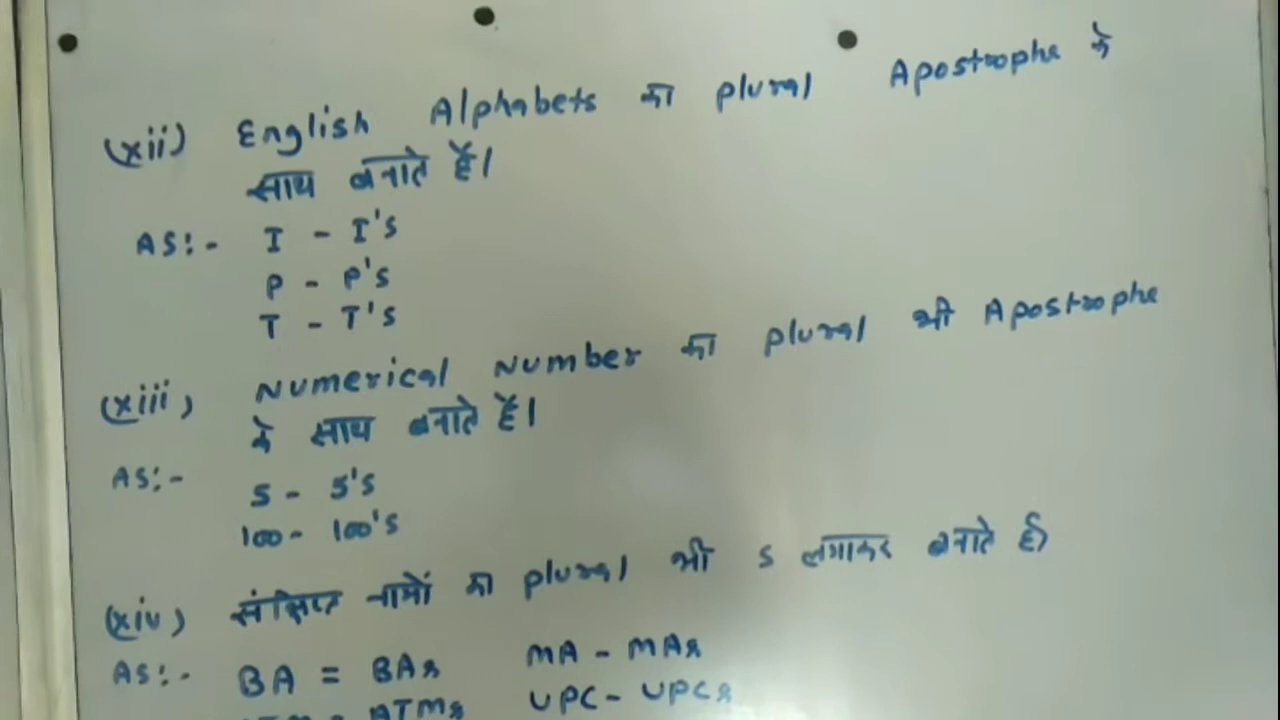 (xii) English Alphabets का plural Apostrophe के
साथ बनाते हैं।
AS:- I - I's
P - P's
T - T's
(xiii) Numerical Number का plural भी Apostrophe
के साथ बनाते हैं।
AS:- 5 - 5's
100 - 100's
(xiv) संक्षिप्त नामों का plural भी s लगाकर बनाते हैं।
AS:- BA = BAs MA - MAs
ATM - ATMs UPC - UPCs